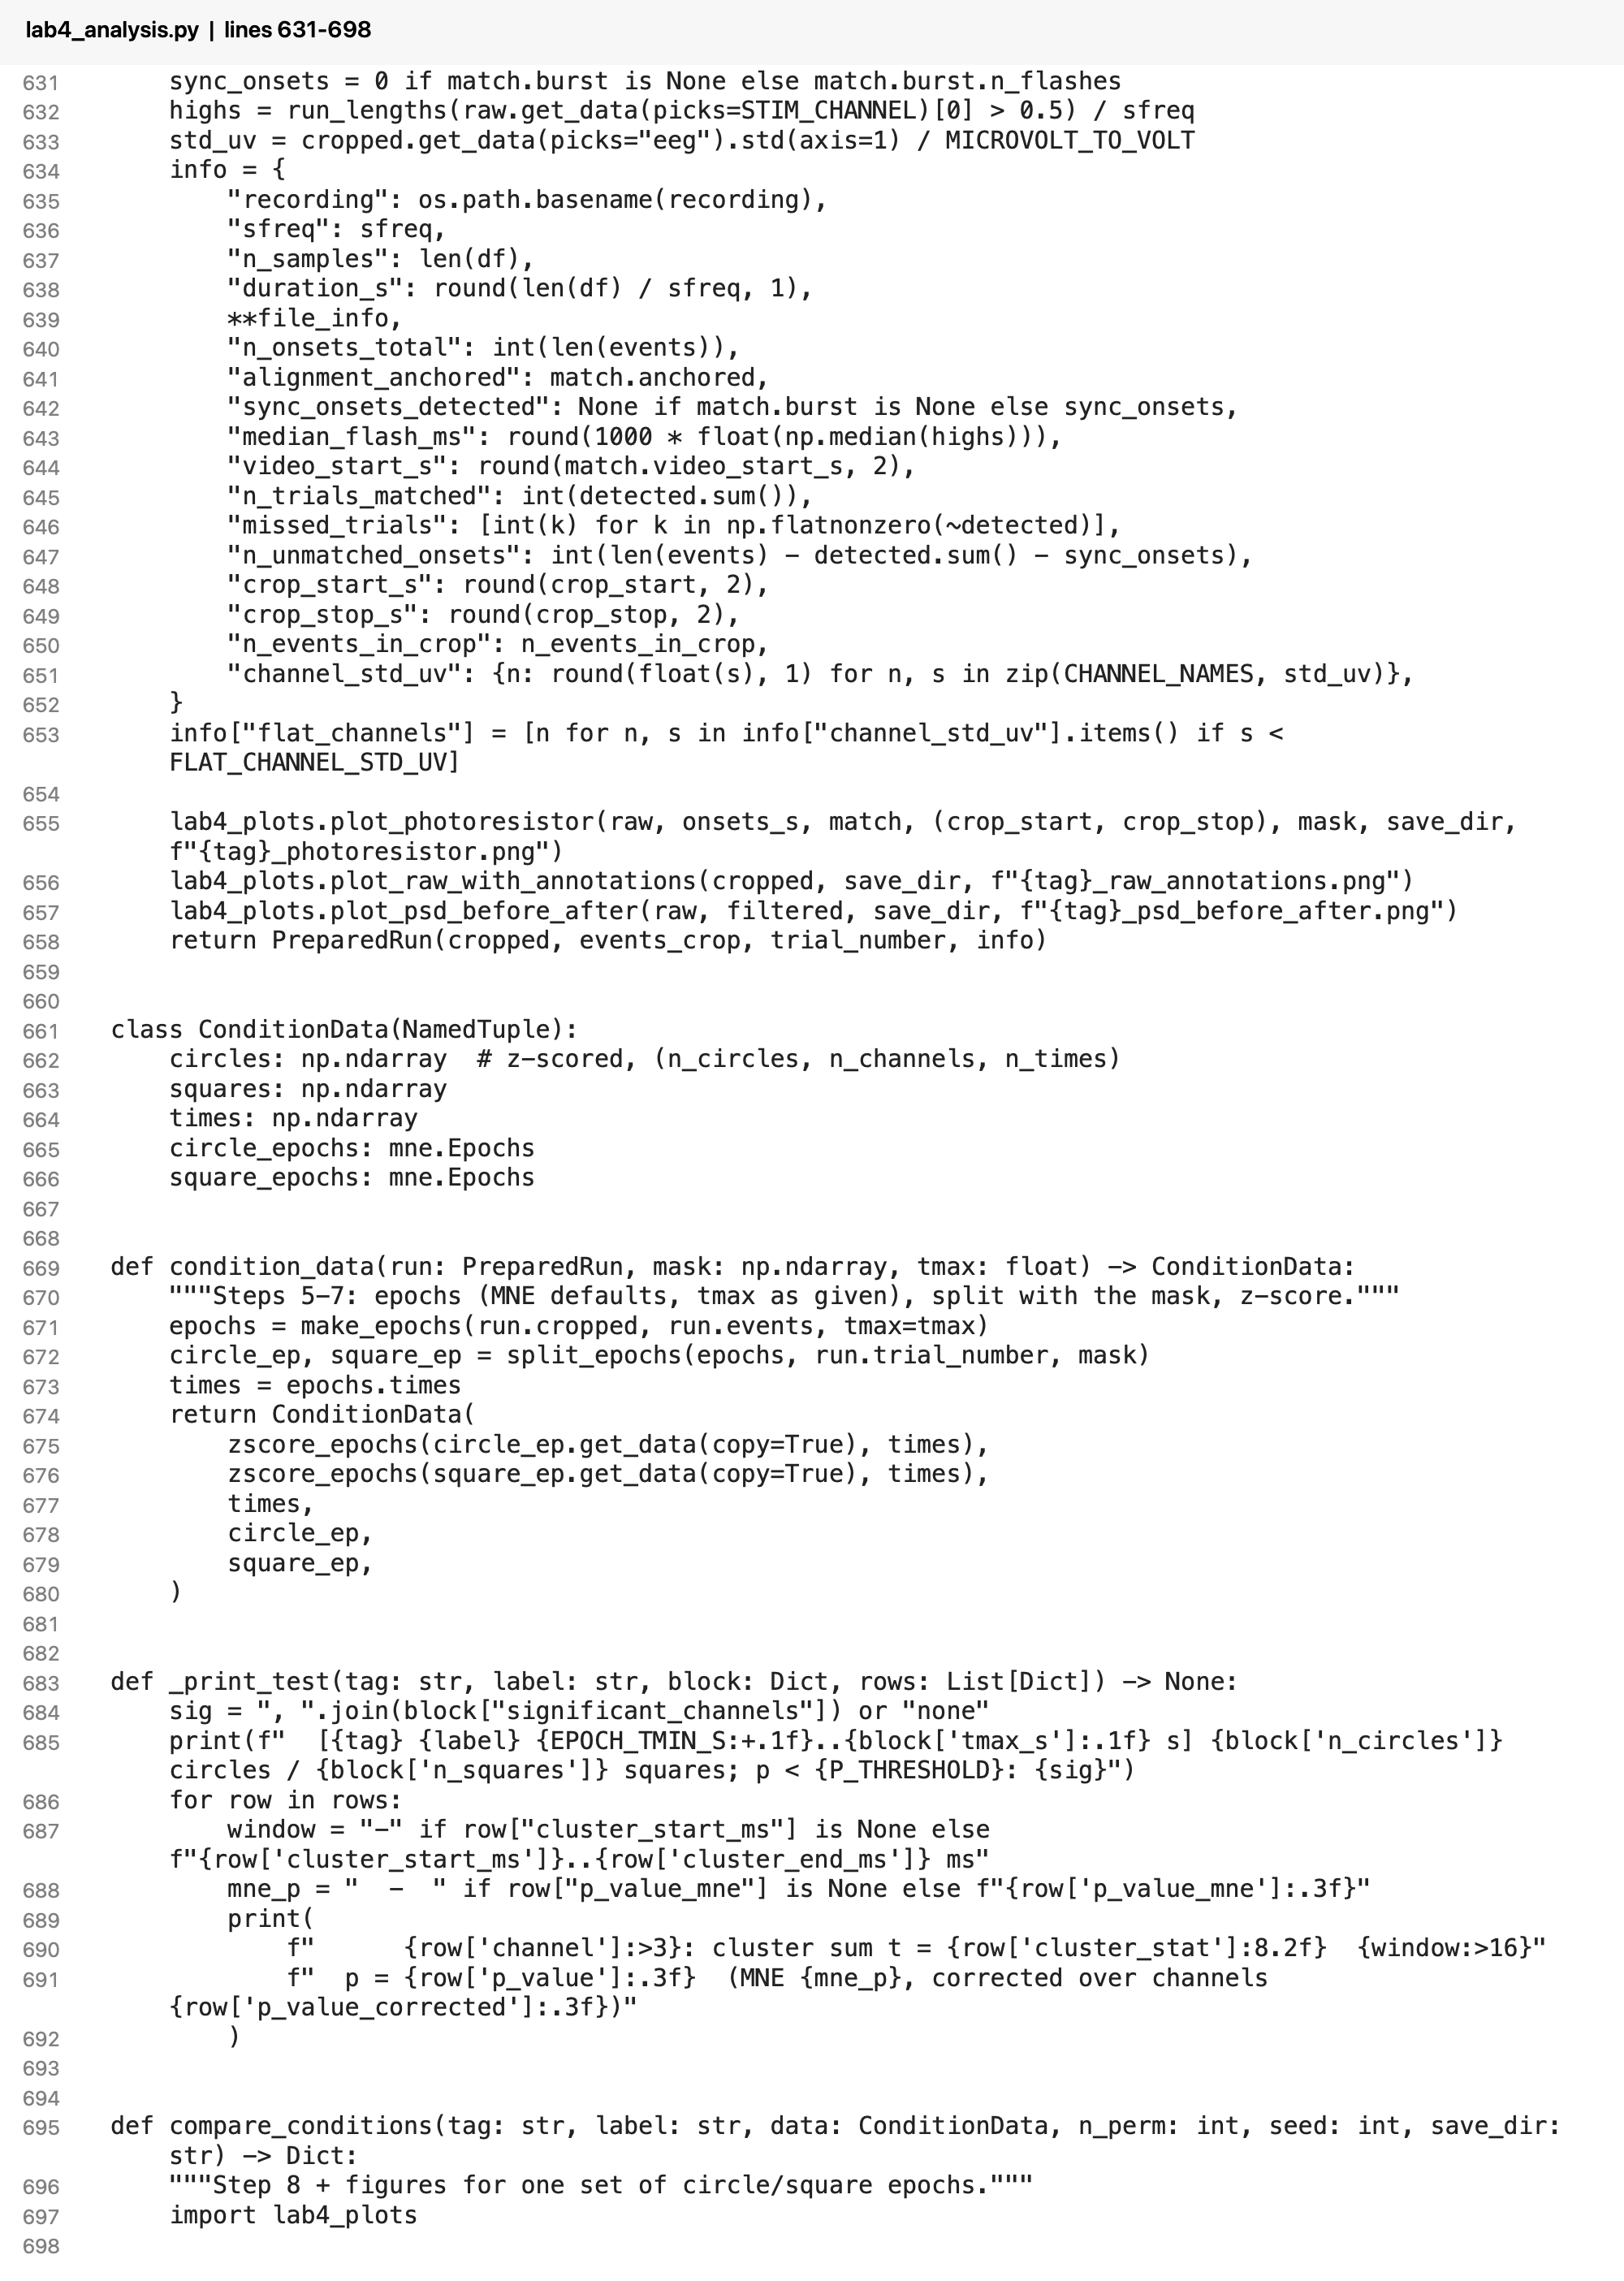 lab4_analysis.py | lines 631-698
631        sync_onsets = 0 if match.burst is None else match.burst.n_flashes
632        highs = run_lengths(raw.get_data(picks=STIM_CHANNEL)[0] > 0.5) / sfreq
633        std_uv = cropped.get_data(picks="eeg").std(axis=1) / MICROVOLT_TO_VOLT
634        info = {
635            "recording": os.path.basename(recording),
636            "sfreq": sfreq,
637            "n_samples": len(df),
638            "duration_s": round(len(df) / sfreq, 1),
639            **file_info,
640            "n_onsets_total": int(len(events)),
641            "alignment_anchored": match.anchored,
642            "sync_onsets_detected": None if match.burst is None else sync_onsets,
643            "median_flash_ms": round(1000 * float(np.median(highs))),
644            "video_start_s": round(match.video_start_s, 2),
645            "n_trials_matched": int(detected.sum()),
646            "missed_trials": [int(k) for k in np.flatnonzero(~detected)],
647            "n_unmatched_onsets": int(len(events) - detected.sum() - sync_onsets),
648            "crop_start_s": round(crop_start, 2),
649            "crop_stop_s": round(crop_stop, 2),
650            "n_events_in_crop": n_events_in_crop,
651            "channel_std_uv": {n: round(float(s), 1) for n, s in zip(CHANNEL_NAMES, std_uv)},
652        }
653        info["flat_channels"] = [n for n, s in info["channel_std_uv"].items() if s <
FLAT_CHANNEL_STD_UV]
654
655        lab4_plots.plot_photoresistor(raw, onsets_s, match, (crop_start, crop_stop), mask, save_dir,
f"{tag}_photoresistor.png")
656        lab4_plots.plot_raw_with_annotations(cropped, save_dir, f"{tag}_raw_annotations.png")
657        lab4_plots.plot_psd_before_after(raw, filtered, save_dir, f"{tag}_psd_before_after.png")
658        return PreparedRun(cropped, events_crop, trial_number, info)
659
660
661    class ConditionData(NamedTuple):
662        circles: np.ndarray  # z-scored, (n_circles, n_channels, n_times)
663        squares: np.ndarray
664        times: np.ndarray
665        circle_epochs: mne.Epochs
666        square_epochs: mne.Epochs
667
668
669    def condition_data(run: PreparedRun, mask: np.ndarray, tmax: float) -> ConditionData:
670        """Steps 5-7: epochs (MNE defaults, tmax as given), split with the mask, z-score."""
671        epochs = make_epochs(run.cropped, run.events, tmax=tmax)
672        circle_ep, square_ep = split_epochs(epochs, run.trial_number, mask)
673        times = epochs.times
674        return ConditionData(
675            zscore_epochs(circle_ep.get_data(copy=True), times),
676            zscore_epochs(square_ep.get_data(copy=True), times),
677            times,
678            circle_ep,
679            square_ep,
680        )
681
682
683    def _print_test(tag: str, label: str, block: Dict, rows: List[Dict]) -> None:
684        sig = ", ".join(block["significant_channels"]) or "none"
685        print(f"  [{tag} {label} {EPOCH_TMIN_S:+.1f}..{block['tmax_s']:.1f} s] {block['n_circles']}
circles / {block['n_squares']} squares; p < {P_THRESHOLD}: {sig}")
686        for row in rows:
687            window = "-" if row["cluster_start_ms"] is None else
f"{row['cluster_start_ms']}..{row['cluster_end_ms']} ms"
688            mne_p = "  -  " if row["p_value_mne"] is None else f"{row['p_value_mne']:.3f}"
689            print(
690                f"      {row['channel']:>3}: cluster sum t = {row['cluster_stat']:8.2f}  {window:>16}"
691                f"  p = {row['p_value']:.3f}  (MNE {mne_p}, corrected over channels
{row['p_value_corrected']:.3f})"
692            )
693
694
695    def compare_conditions(tag: str, label: str, data: ConditionData, n_perm: int, seed: int, save_dir:
str) -> Dict:
696        """Step 8 + figures for one set of circle/square epochs."""
697        import lab4_plots
698